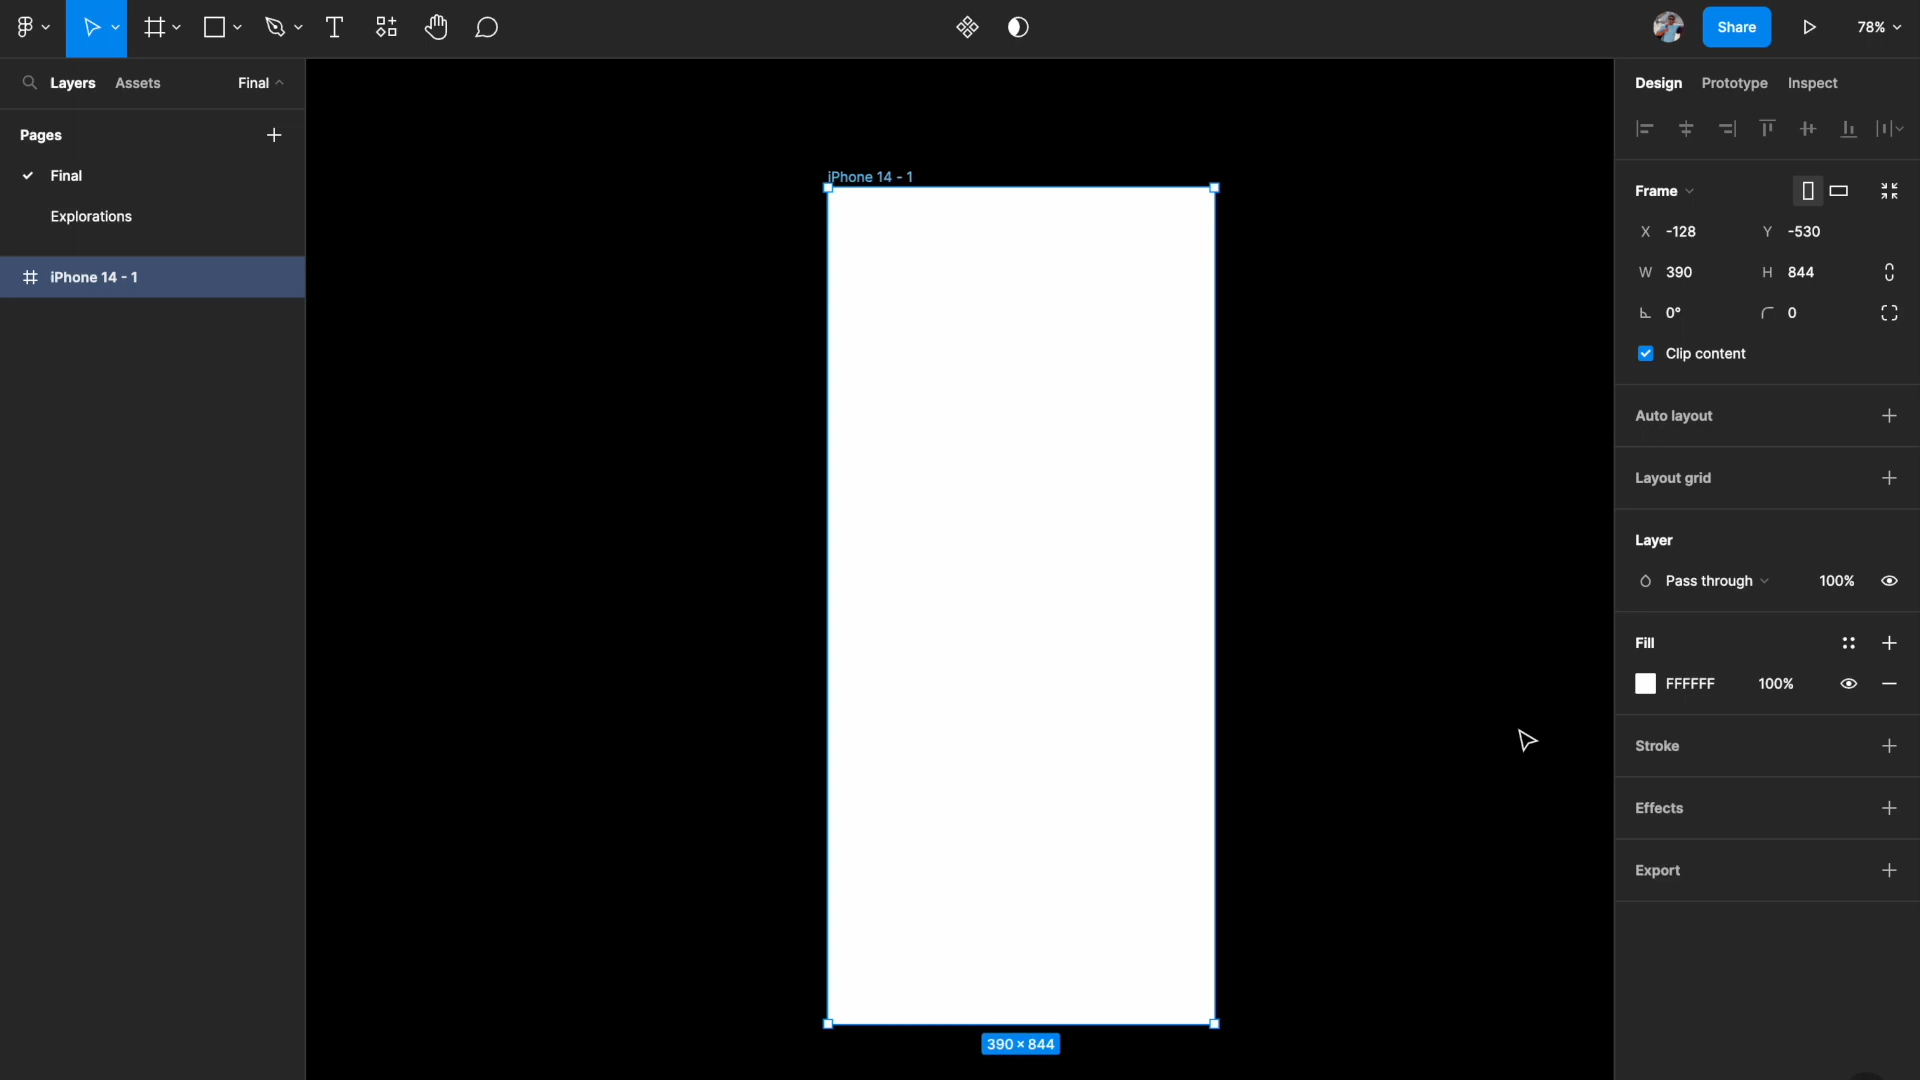 Share
78%
Layers Assets Final
Pages
Final
Explorations
iPhone 14 - 1
iPhone 14 - 1
390 × 844
Design Prototype Inspect
Frame
X -128 Y -530
W 390 H 844
0° 0
Clip content
Auto layout
Layout grid
Layer
Pass through 100%
Fill
FFFFFF 100%
Stroke
Effects
Export